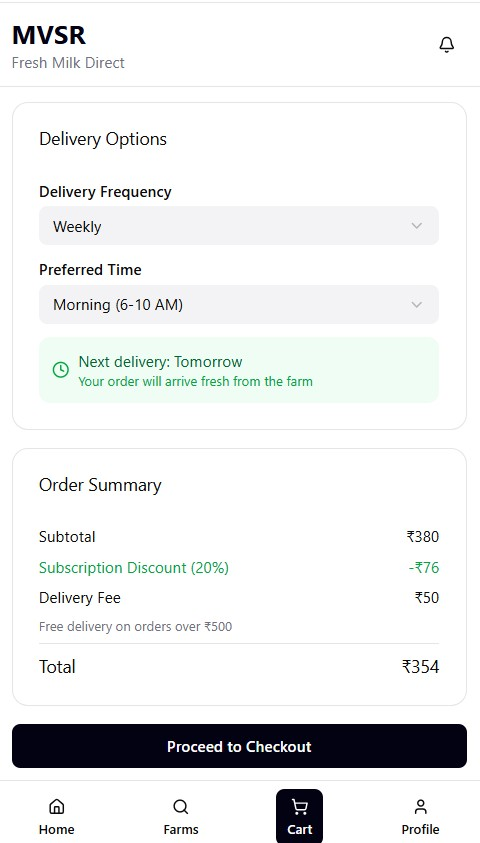 MVSR
Fresh Milk Direct
Delivery Options
Delivery Frequency
Weekly
Preferred Time
Morning (6-10 AM)
Next delivery: Tomorrow
Your order will arrive fresh from the farm
Order Summary
Subtotal ₹380
Subscription Discount (20%) -₹76
Delivery Fee ₹50
Free delivery on orders over ₹500
Total ₹354
Proceed to Checkout
Home Farms Cart Profile